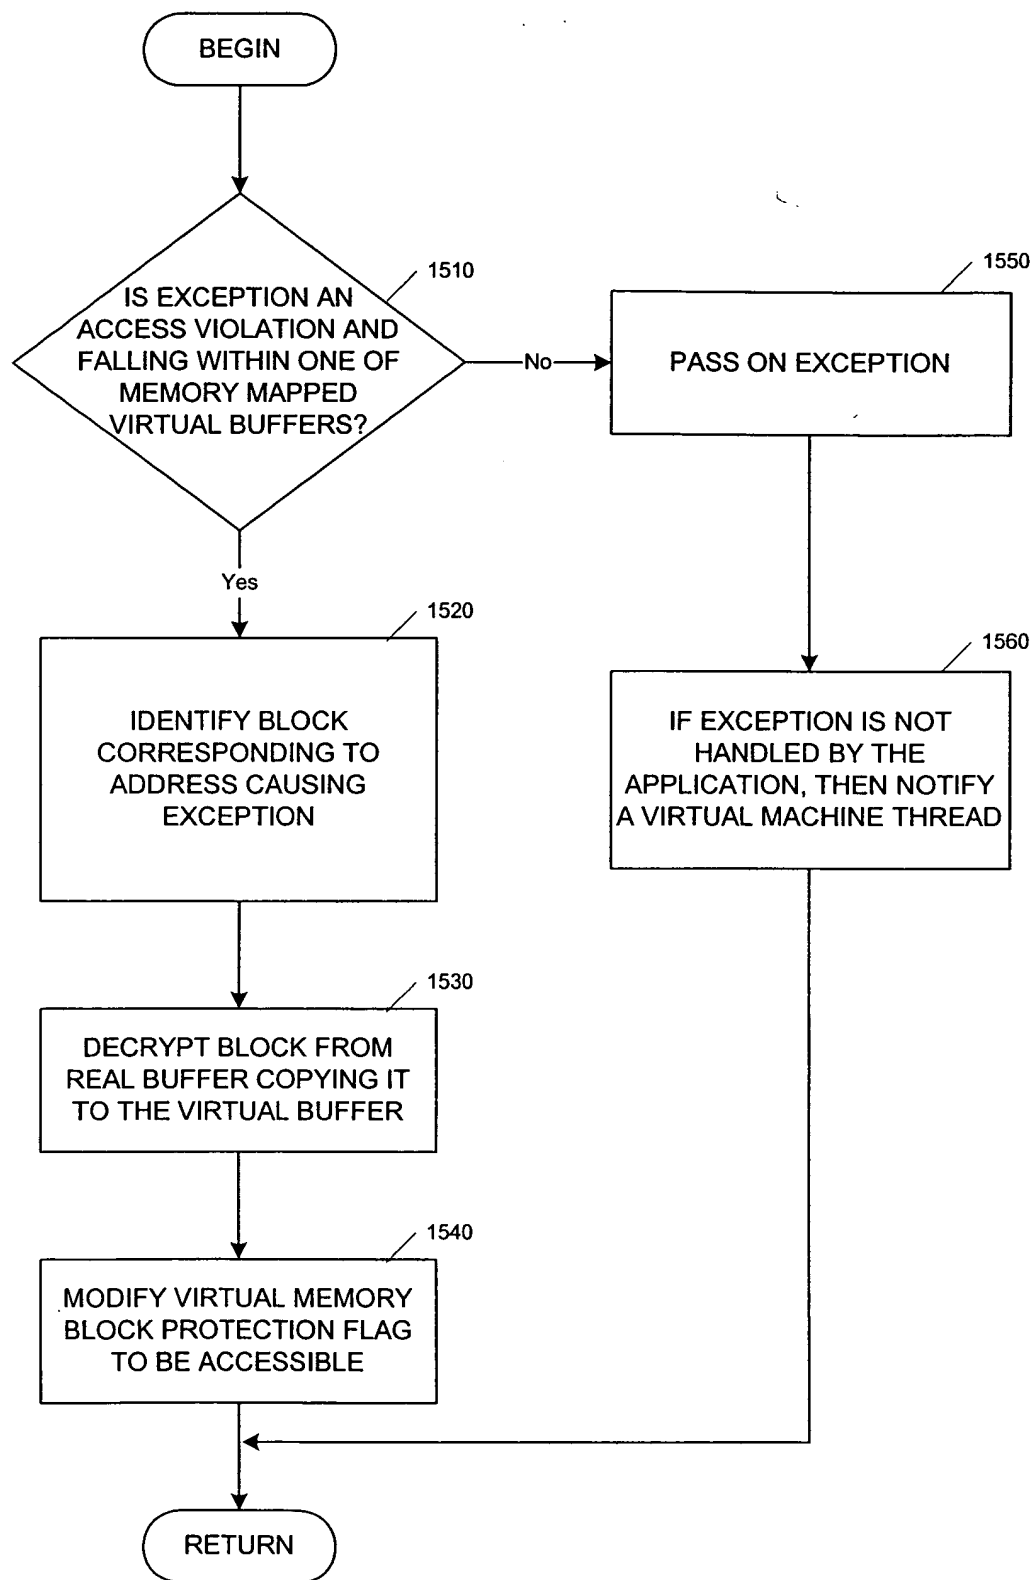 BEGIN
1510
IS EXCEPTION AN
ACCESS VIOLATION AND
FALLING WITHIN ONE OF
MEMORY MAPPED
VIRTUAL BUFFERS?
No
1550
PASS ON EXCEPTION
Yes
1520
IDENTIFY BLOCK
CORRESPONDING TO
ADDRESS CAUSING
EXCEPTION
1560
IF EXCEPTION IS NOT
HANDLED BY THE
APPLICATION, THEN NOTIFY
A VIRTUAL MACHINE THREAD
1530
DECRYPT BLOCK FROM
REAL BUFFER COPYING IT
TO THE VIRTUAL BUFFER
1540
MODIFY VIRTUAL MEMORY
BLOCK PROTECTION FLAG
TO BE ACCESSIBLE
RETURN